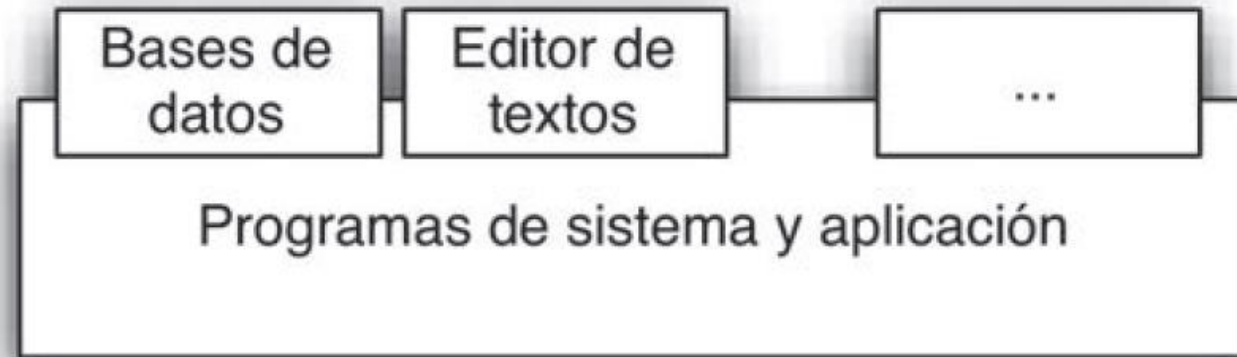 Bases de
datos
Editor de
textos
...
Programas de sistema y aplicación